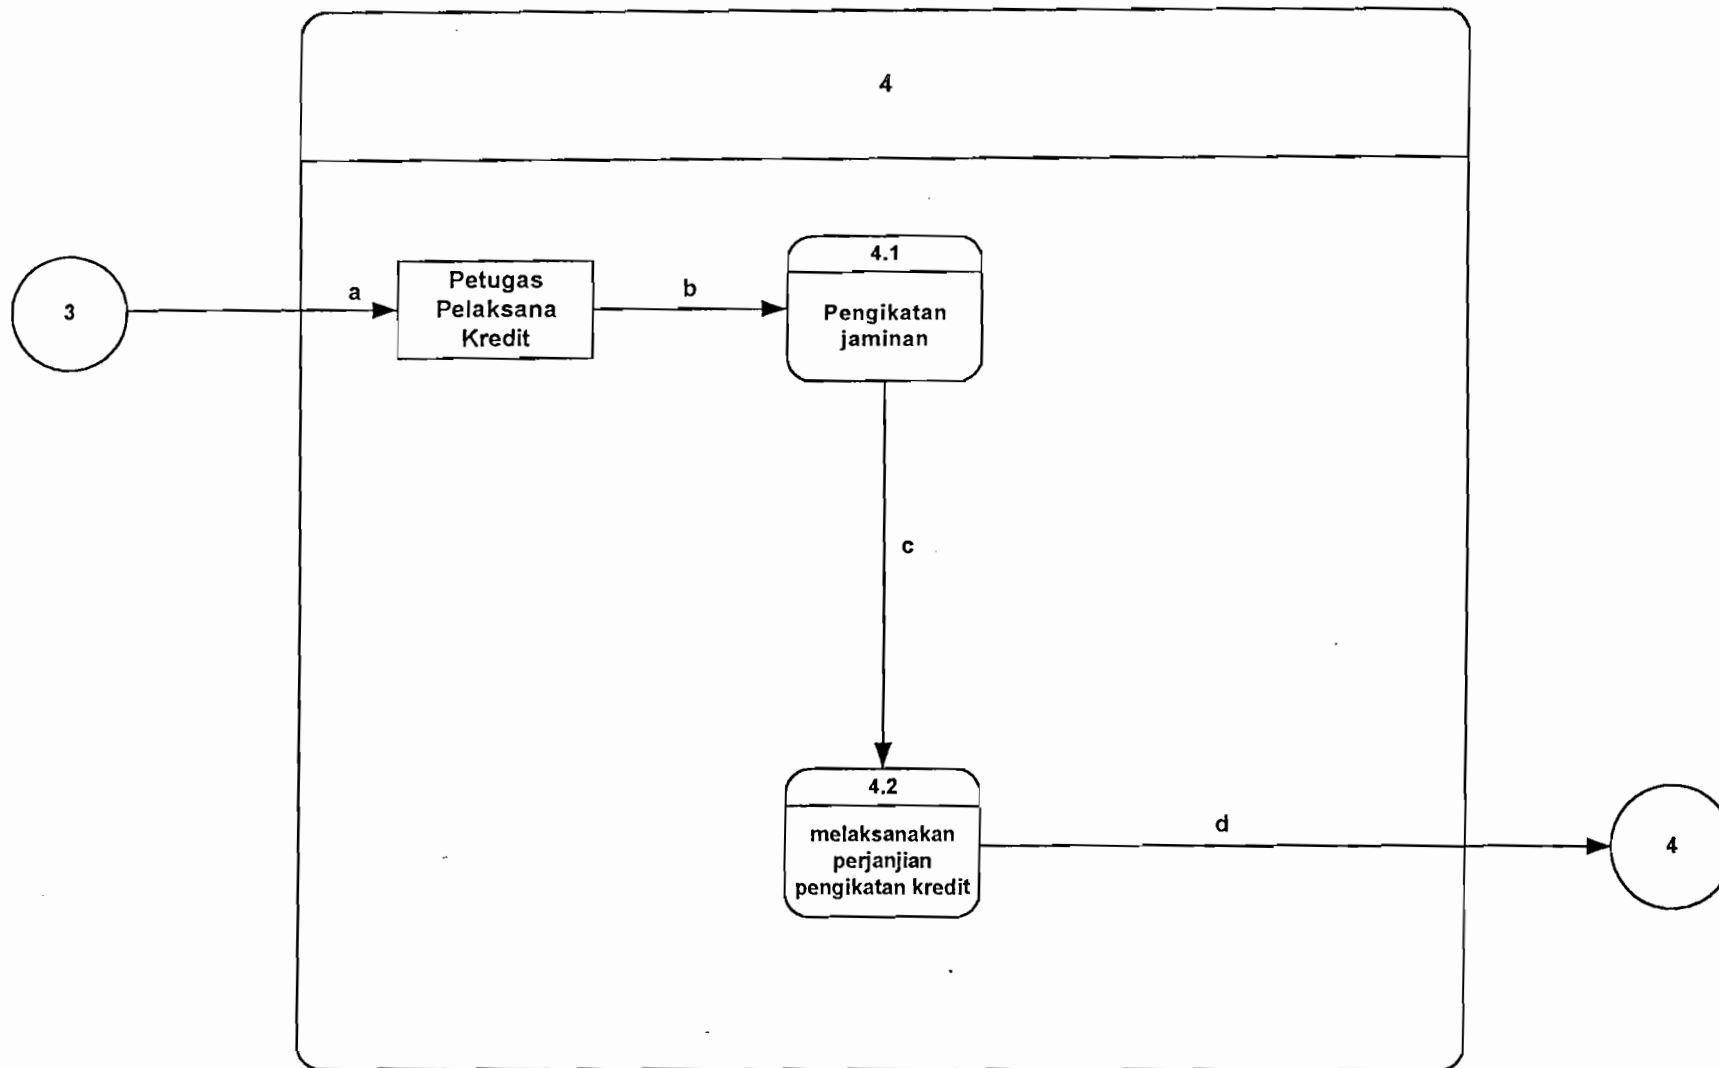 4
3
a
Petugas
Pelaksana
Kredit
b
4.1
Pengikatan
jaminan
c
4.2
melaksanakan
perjanjian
pengikatan kredit
d
4